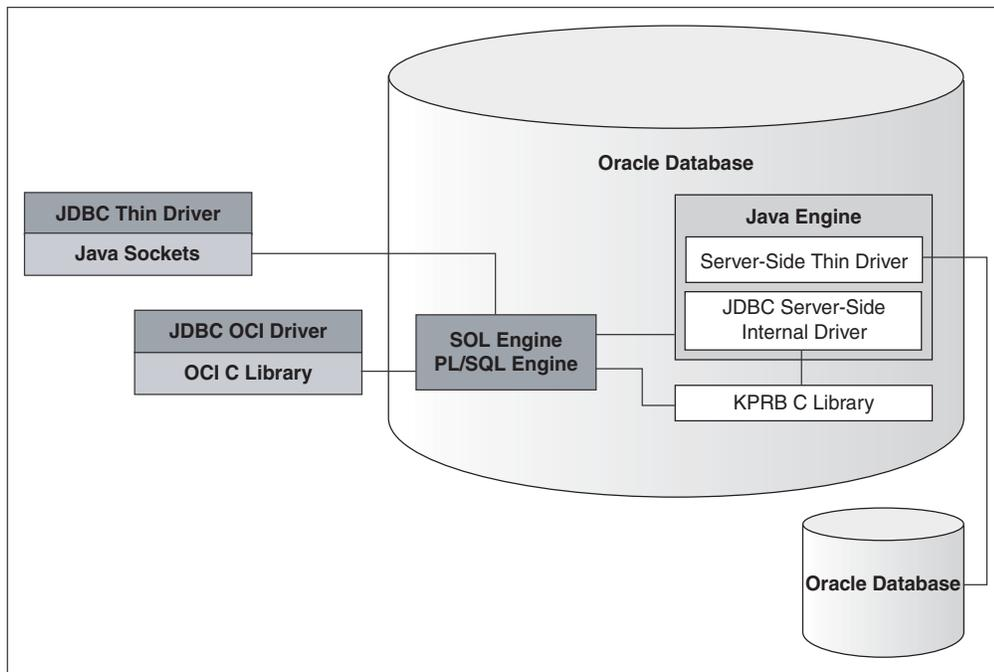 Oracle Database
JDBC Thin Driver
Java Sockets
JDBC OCI Driver
OCI C Library
SOL Engine
PL/SQL Engine
Java Engine
Server-Side Thin Driver
JDBC Server-Side
Internal Driver
KPRB C Library
Oracle Database